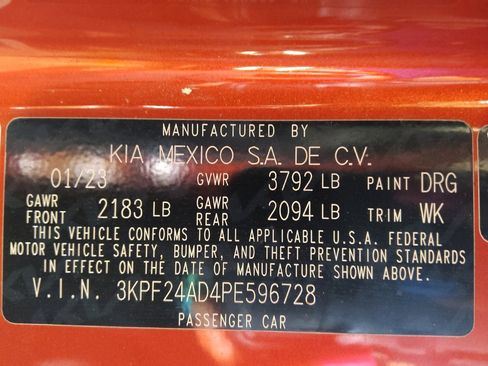 MANUFACTURED BY
KIA MEXICO S.A. DE C.V.
01/23 GVWR 3792 LB PAINT DRG
GAWR FRONT 2183 LB GAWR REAR 2094 LB TRIM WK
THIS VEHICLE CONFORMS TO ALL APPLICABLE U.S.A. FEDERAL
MOTOR VEHICLE SAFETY, BUMPER, AND THEFT PREVENTION STANDARDS
IN EFFECT ON THE DATE OF MANUFACTURE SHOWN ABOVE.
V.I.N. 3KPF24AD4PE596728
PASSENGER CAR